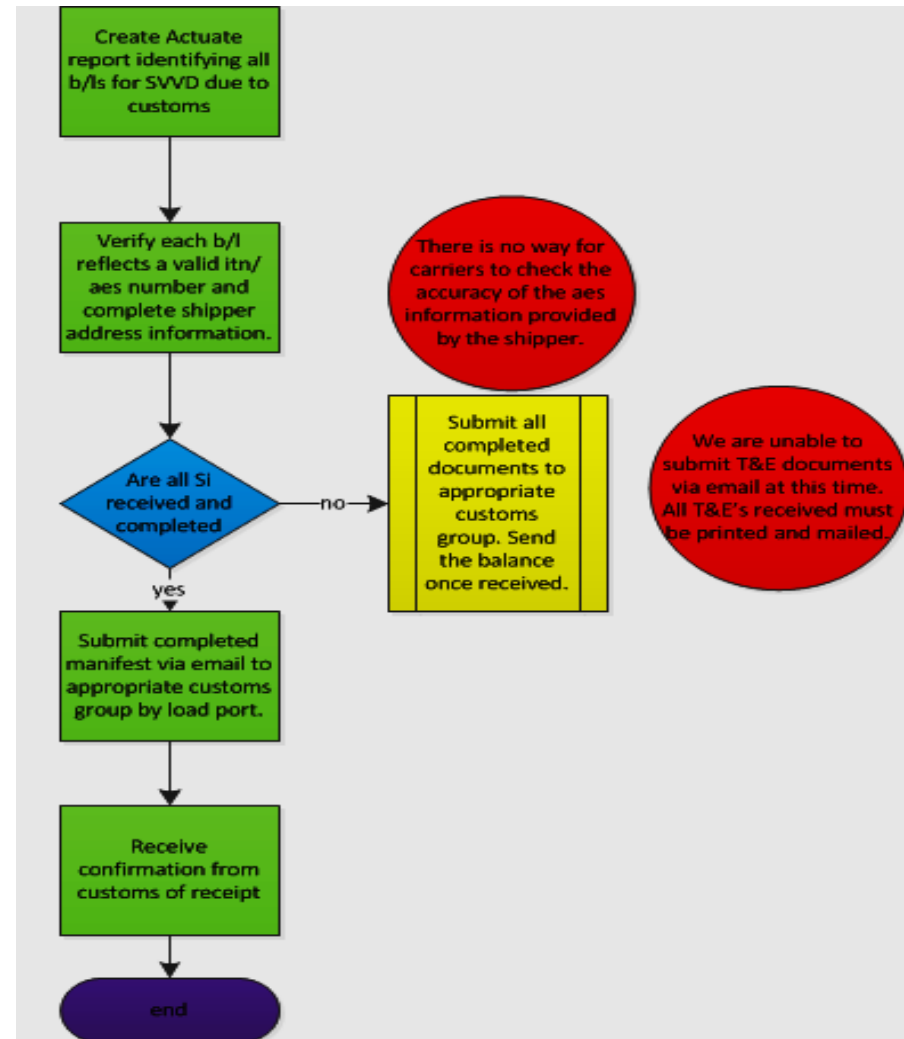 Create Actuate
report identifying all
b/ls for SVVD due to
customs
Verify each b/l
reflects a valid itn/
aes number and
complete shipper
address information.
There is no way for
carriers to check the
accuracy of the aes
information provided
by the shipper.
Are all Si
received and
completed
no
Submit all
completed
documents to
appropriate
customs
group. Send
the balance
once received.
We are unable to
submit T&E documents
via email at this time.
All T&E's received must
be printed and mailed.
yes
Submit completed
manifest via email to
appropriate customs
group by load port.
Receive
confirmation from
customs of receipt
end